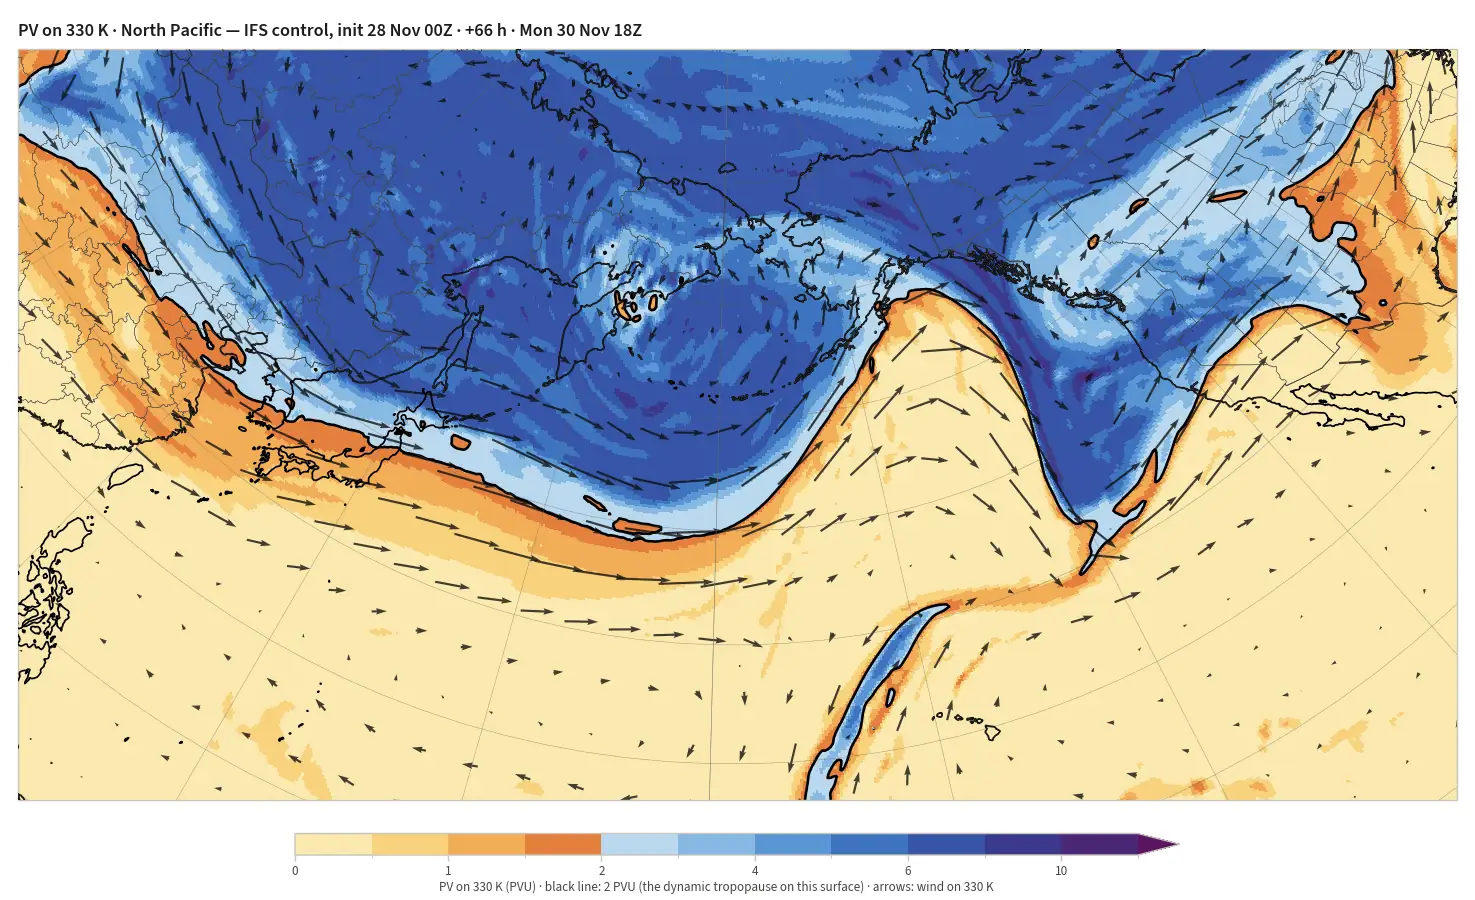 PV on 330 K · North Pacific — IFS control, init 28 Nov 00Z · +66 h · Mon 30 Nov 18Z
0 1 2 4 6 10
PV on 330 K (PVU) · black line: 2 PVU (the dynamic tropopause on this surface) · arrows: wind on 330 K